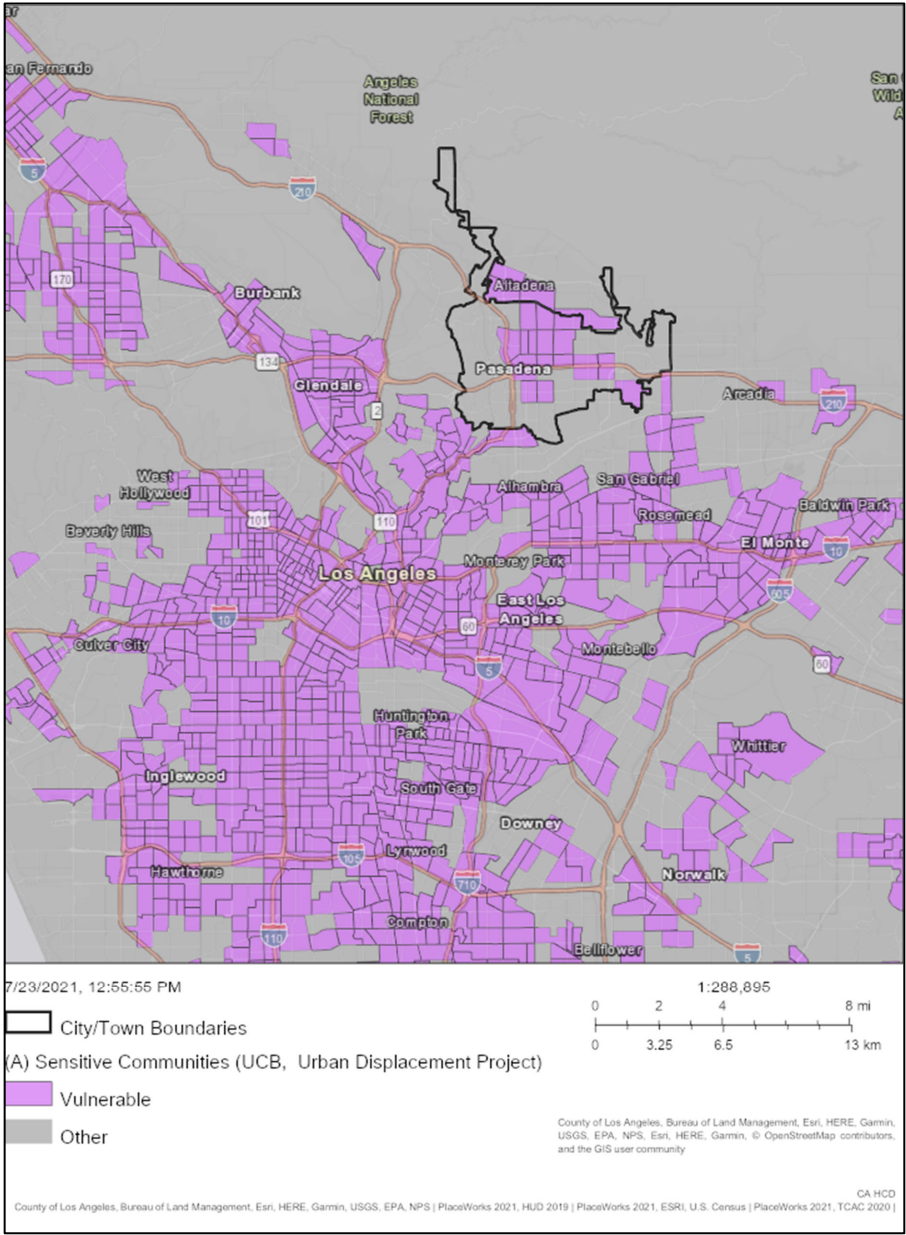 ar
an Fernando
Angeles
National
Forest
San
Wild
A
5
210
170
Altadena
Burbank
134
Pasadena
Glendale
Arcadia
2
210
West
Hollywood
Alhambra
San Gabriel
Baldwin Park
101
110
Rosemead
Beverly Hills
El Monte
10
Monterey Park
Los Angeles
605
East Los
Angeles
10
60
Culver City
Montebello
5
60
Huntington
Park
Whittier
Inglewood
South Gate
Downey
105
Lynwood
Hawthorne
710
Norwalk
Compton
110
Bellflower
5
7/23/2021, 12:55:55 PM
1:288,895
0 2 4 8 mi
0 3.25 6.5 13 km
City/Town Boundaries
(A) Sensitive Communities (UCB, Urban Displacement Project)
Vulnerable
Other
County of Los Angeles, Bureau of Land Management, Esri, HERE, Garmin,
USGS, EPA, NPS, Esri, HERE, Garmin, © OpenStreetMap contributors,
and the GIS user community
CA HCD
County of Los Angeles, Bureau of Land Management, Esri, HERE, Garmin, USGS, EPA, NPS | PlaceWorks 2021, HUD 2019 | PlaceWorks 2021, ESRI, U.S. Census | PlaceWorks 2021, TCAC 2020 |